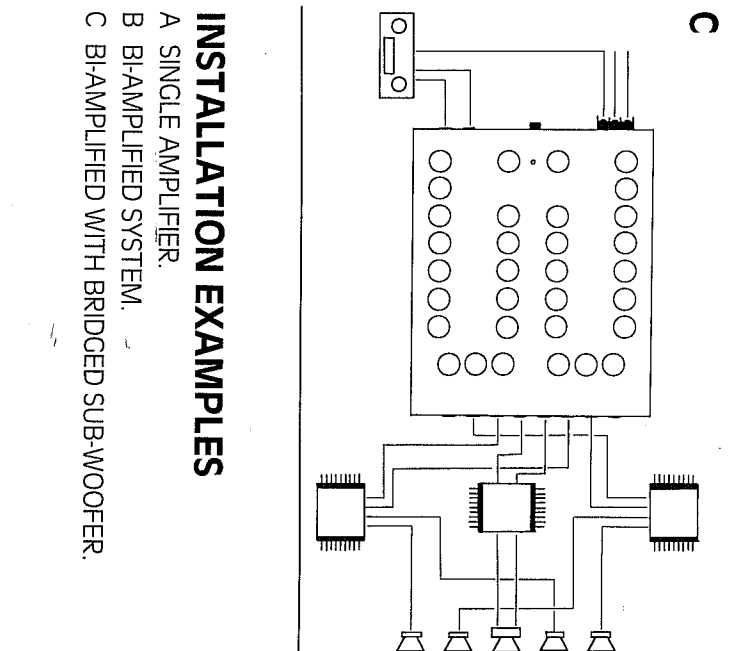 C
INSTALLATION EXAMPLES
A SINGLE AMPLIFIER.
B BI-AMPLIFIED SYSTEM.
C BI-AMPLIFIED WITH BRIDGED SUB-WOOFER.